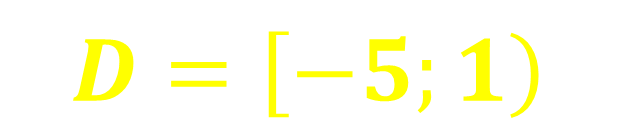 D = [−5; 1)